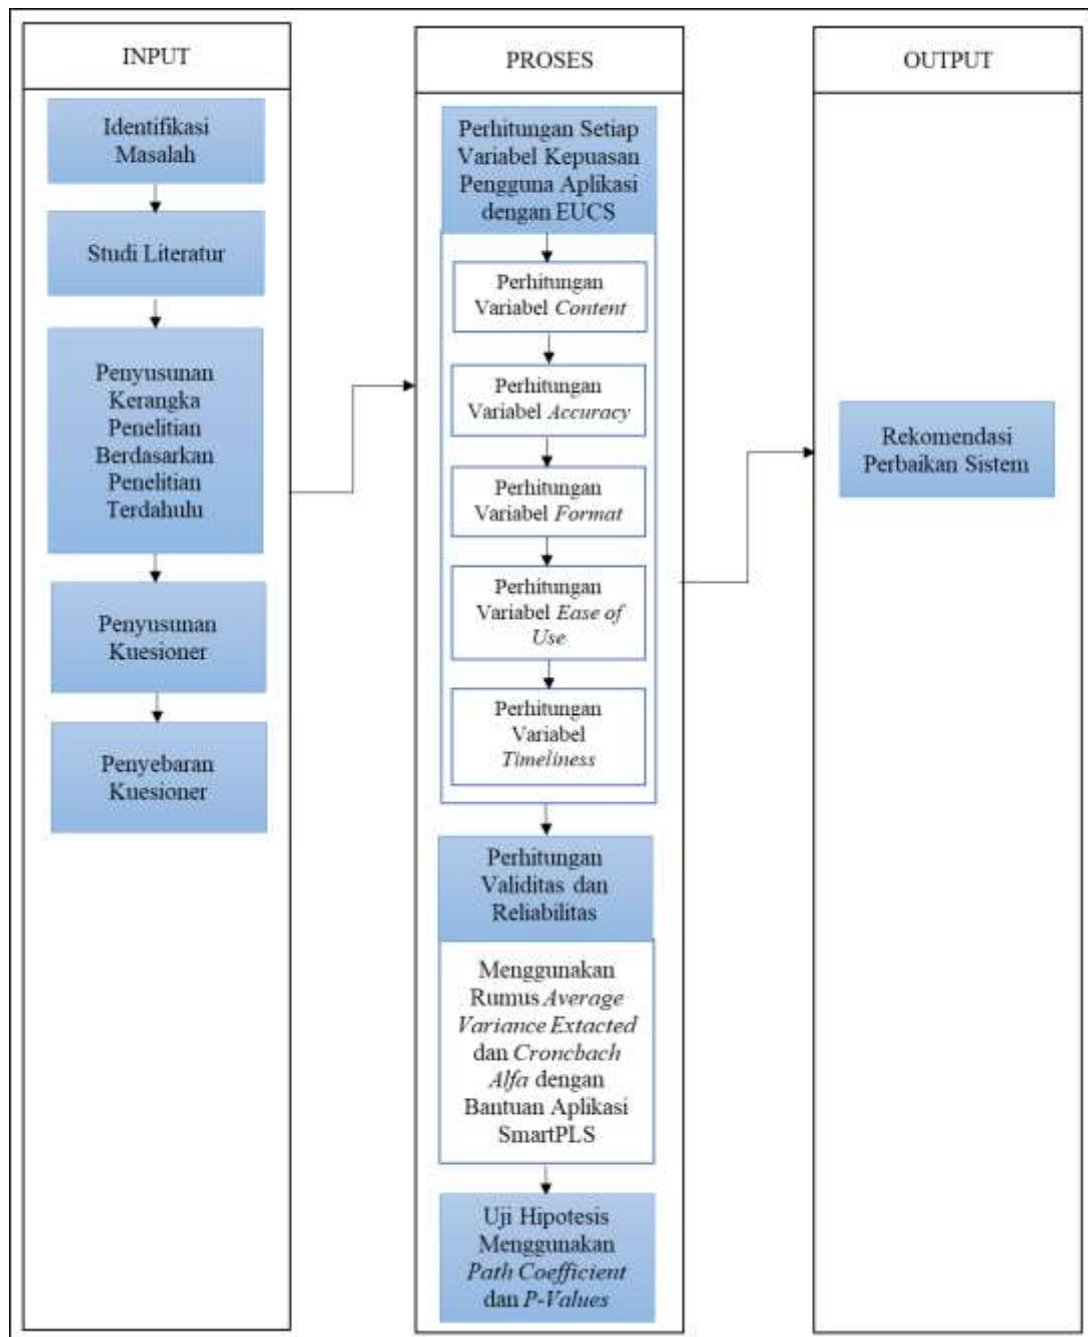 INPUT
Identifikasi
Masalah
Studi Literatur
Penyusunan
Kerangka
Penelitian
Berdasarkan
Penelitian
Terdahulu
Penyusunan
Kuesioner
Penyebaran
Kuesioner
PROSES
Perhitungan Setiap
Variabel Kepuasan
Pengguna Aplikasi
dengan EUCS
Perhitungan
Variabel Content
Perhitungan
Variabel Accuracy
Perhitungan
Variabel Format
Perhitungan
Variabel Ease of
Use
Perhitungan
Variabel
Timeliness
Perhitungan
Validitas dan
Reliabilitas
Menggunakan
Rumus Average
Variance Extacted
dan Croncbach
Alfa dengan
Bantuan Aplikasi
SmartPLS
Uji Hipotesis
Menggunakan
Path Coefficient
dan P-Values
OUTPUT
Rekomendasi
Perbaikan Sistem